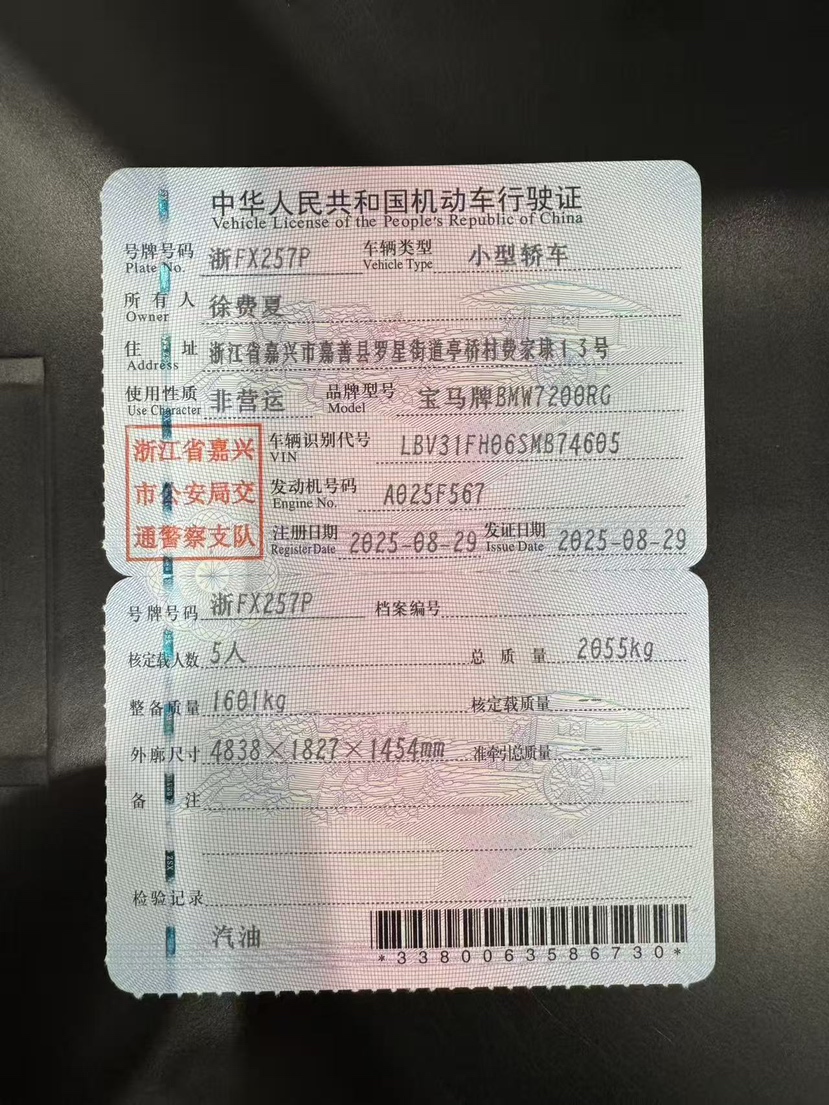 中华人民共和国机动车行驶证
Vehicle License of the People's Republic of China
号牌号码 Plate No. 浙FX257P 车辆类型 Vehicle Type 小型轿车
所有人 Owner 徐费夏
住址 Address 浙江省嘉兴市嘉善县罗星街道亭桥村费家埭13号
使用性质 Use Character 非营运 品牌型号 Model 宝马牌BMW7200RG
浙江省嘉兴
市公安局交
通警察支队
车辆识别代号 VIN LBV31FH06SMB74605
发动机号码 Engine No. A025F567
注册日期 Register Date 2025-08-29 发证日期 Issue Date 2025-08-29
号牌号码 浙FX257P 档案编号
核定载人数 5人 总质量 2055kg
整备质量 1601kg 核定载质量 --
外廓尺寸 4838×1827×1454mm 准牵引总质量 --
备注
检验记录
汽油
*3380063586730*